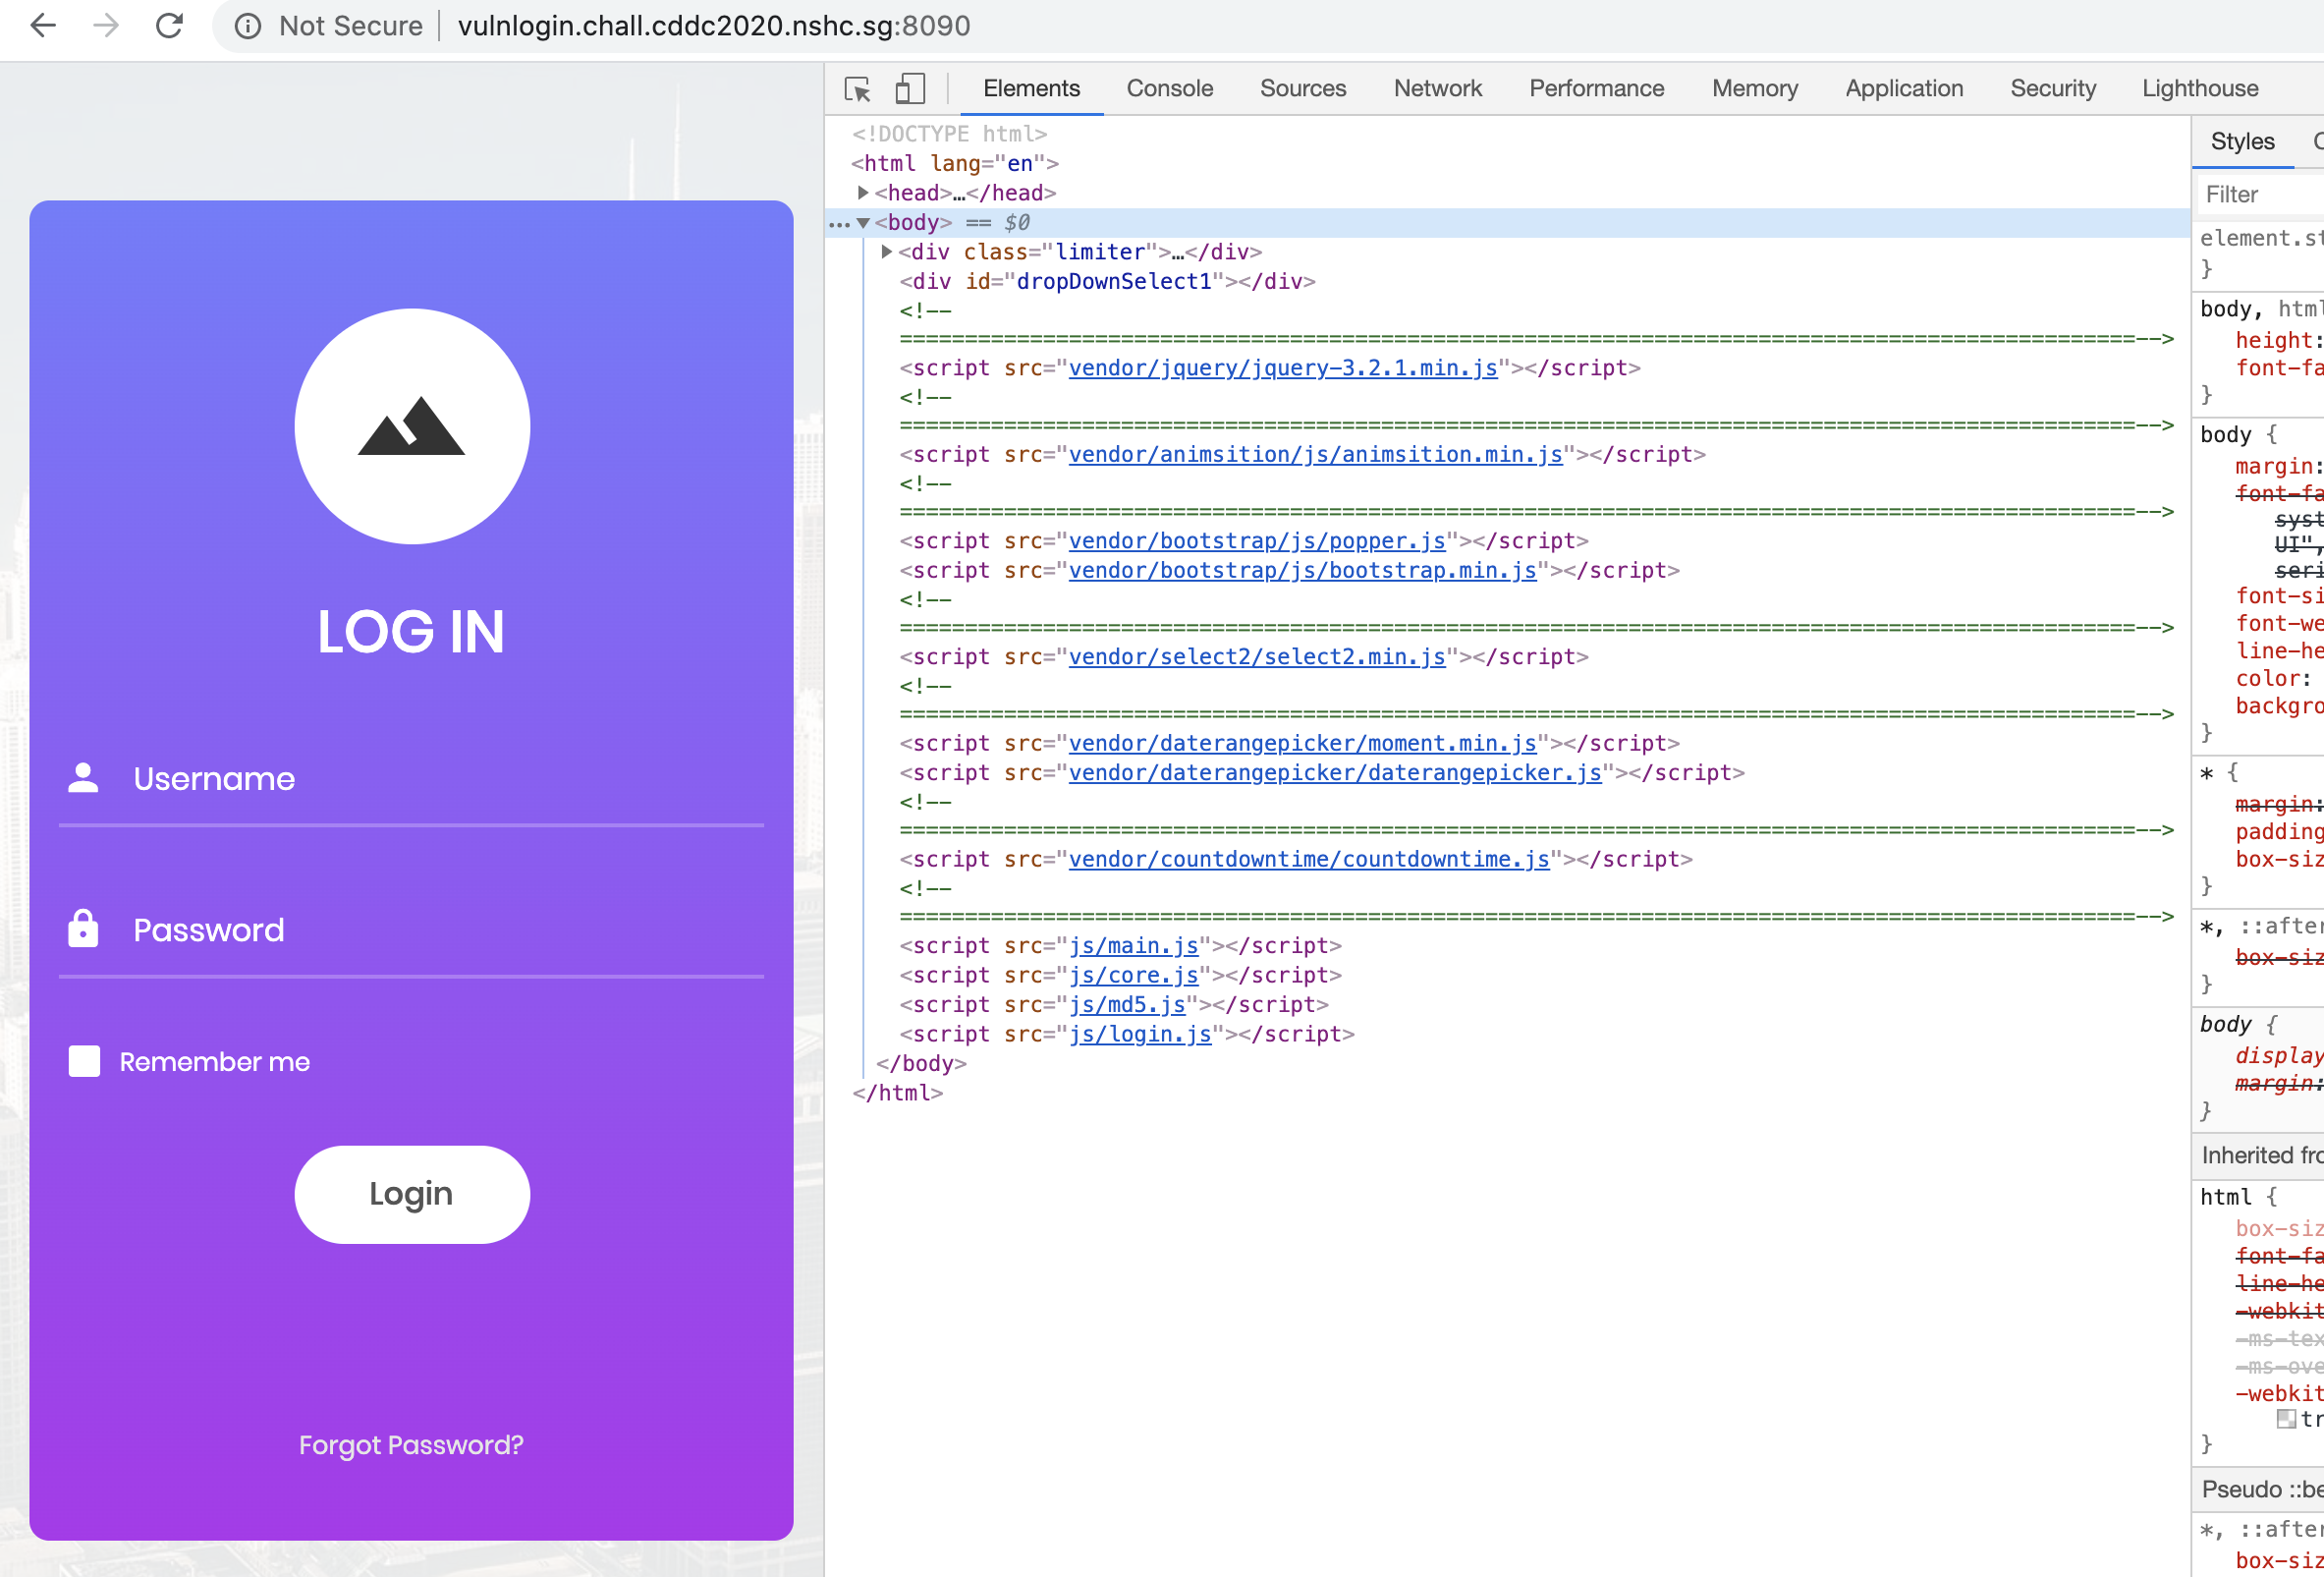 Not Secure | vulnlogin.chall.cddc2020.nshc.sg:8090
LOG IN
Username
Password
Remember me
Login
Forgot Password?
Elements Console Sources Network Performance Memory Application Security Lighthouse
<!DOCTYPE html>
<html lang="en">
<head>…</head>
<body> == $0
<div class="limiter">…</div>
<div id="dropDownSelect1"></div>
<!--
===============================================================================================-->
<script src="vendor/jquery/jquery-3.2.1.min.js"></script>
<!--
===============================================================================================-->
<script src="vendor/animsition/js/animsition.min.js"></script>
<!--
===============================================================================================-->
<script src="vendor/bootstrap/js/popper.js"></script>
<script src="vendor/bootstrap/js/bootstrap.min.js"></script>
<!--
===============================================================================================-->
<script src="vendor/select2/select2.min.js"></script>
<!--
===============================================================================================-->
<script src="vendor/daterangepicker/moment.min.js"></script>
<script src="vendor/daterangepicker/daterangepicker.js"></script>
<!--
===============================================================================================-->
<script src="vendor/countdowntime/countdowntime.js"></script>
<!--
===============================================================================================-->
<script src="js/main.js"></script>
<script src="js/core.js"></script>
<script src="js/md5.js"></script>
<script src="js/login.js"></script>
</body>
</html>
Styles
Filter
element.st
}
body, html
height:
font-fa
}
body {
margin:
font-fa
syst
UI",
seri
font-si
font-we
line-he
color:
backgro
}
* {
margin:
padding
box-siz
}
*, ::after
box-siz
}
body {
display
margin:
}
Inherited fro
html {
box-siz
font-fa
line-he
-webkit
-ms-tex
-ms-ove
-webkit
tr
}
Pseudo ::be
*, ::after
box-siz